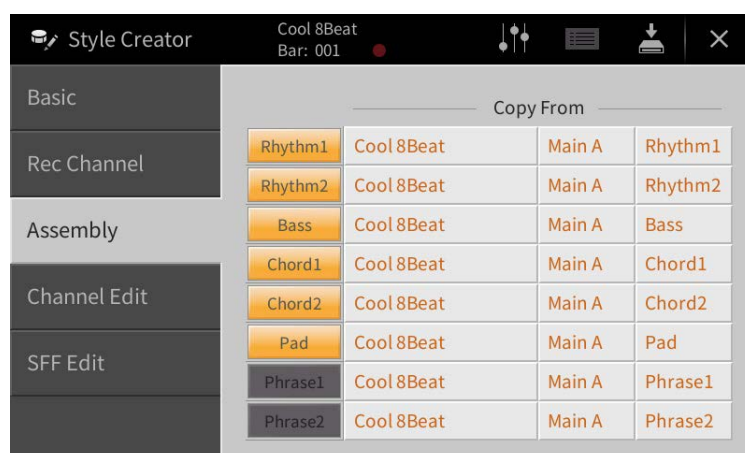 Style Creator
Cool 8Beat
Bar: 001
Basic
Rec Channel
Assembly
Channel Edit
SFF Edit
Copy From
Rhythm1 Cool 8Beat Main A Rhythm1
Rhythm2 Cool 8Beat Main A Rhythm2
Bass Cool 8Beat Main A Bass
Chord1 Cool 8Beat Main A Chord1
Chord2 Cool 8Beat Main A Chord2
Pad Cool 8Beat Main A Pad
Phrase1 Cool 8Beat Main A Phrase1
Phrase2 Cool 8Beat Main A Phrase2